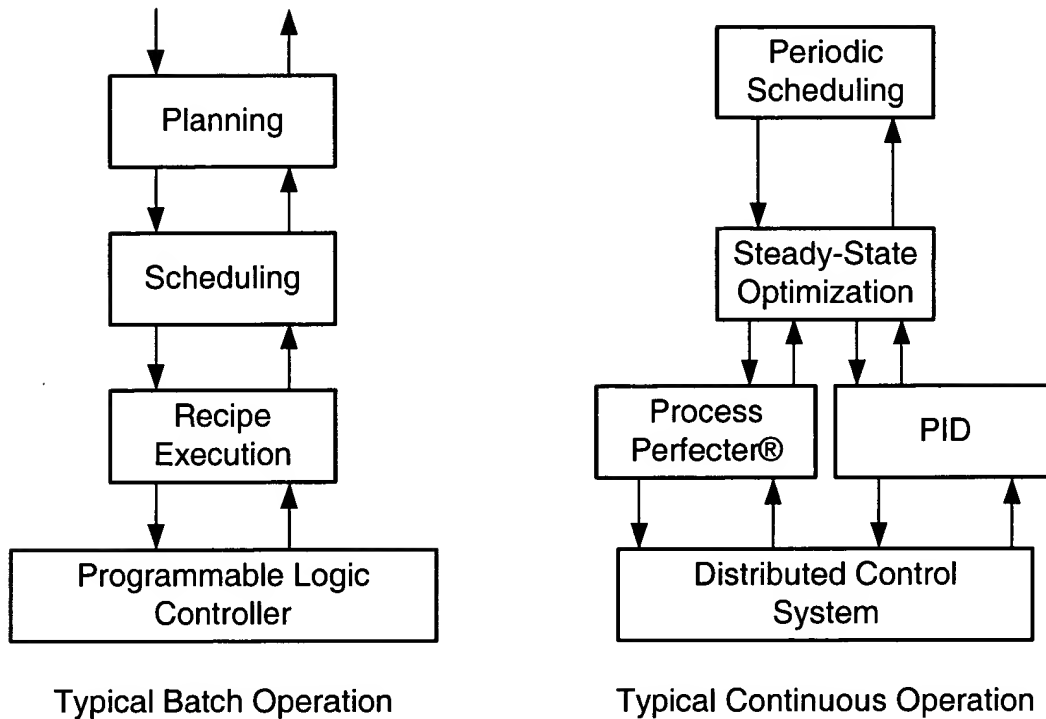 Planning
Scheduling
Recipe
Execution
Programmable Logic
Controller
Typical Batch Operation
Periodic
Scheduling
Steady-State
Optimization
Process
Perfecter®
PID
Distributed Control
System
Typical Continuous Operation